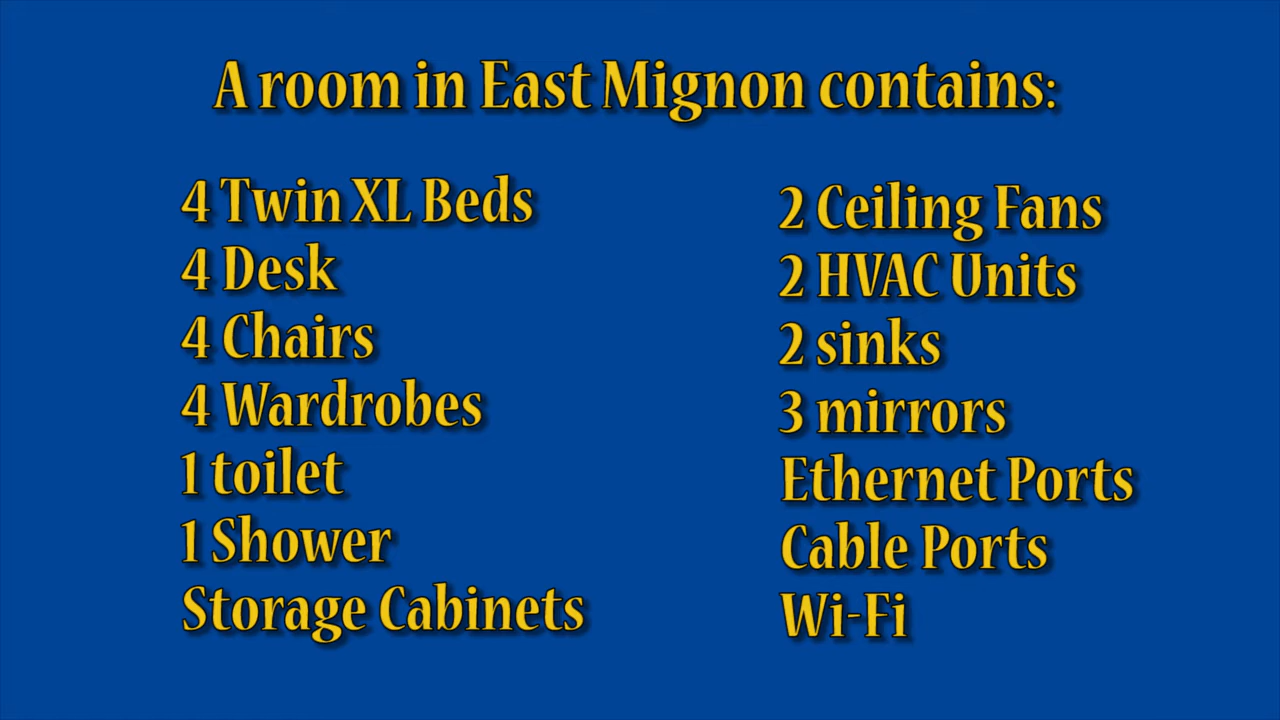 A room in East Mignon contains:
4 Twin XL Beds
4 Desk
4 Chairs
4 Wardrobes
1 toilet
1 Shower
Storage Cabinets
2 Ceiling Fans
2 HVAC Units
2 sinks
3 mirrors
Ethernet Ports
Cable Ports
Wi-Fi